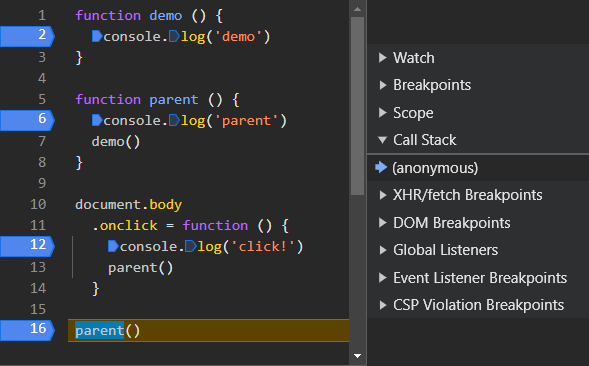 1 function demo () {
2 console.log('demo')
3 }
4
5 function parent () {
6 console.log('parent')
7 demo()
8 }
9
10 document.body
11 .onclick = function () {
12 console.log('click!')
13 parent()
14 }
15
16 parent()
Watch
Breakpoints
Scope
Call Stack
(anonymous)
XHR/fetch Breakpoints
DOM Breakpoints
Global Listeners
Event Listener Breakpoints
CSP Violation Breakpoints